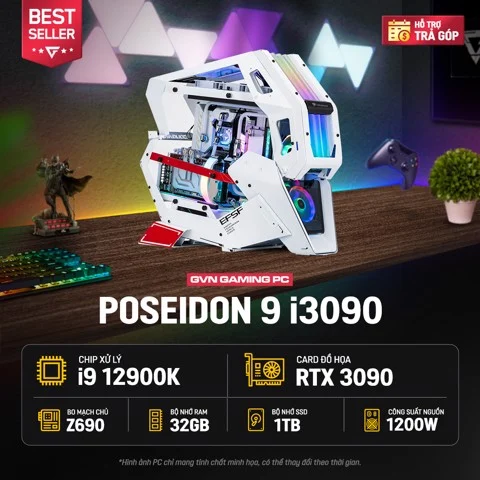 BEST
SELLER
HỖ TRỢ
TRẢ GÓP
EFSF
GVN GAMING PC
POSEIDON 9 i3090
CHIP XỬ LÝ
i9 12900K
CARD ĐỒ HỌA
RTX 3090
BO MẠCH CHỦ
Z690
BỘ NHỚ RAM
32GB
BỘ NHỚ SSD
1TB
CÔNG SUẤT NGUỒN
1200W
*Hình ảnh PC chỉ mang tính chất minh họa, có thể thay đổi theo thời gian.